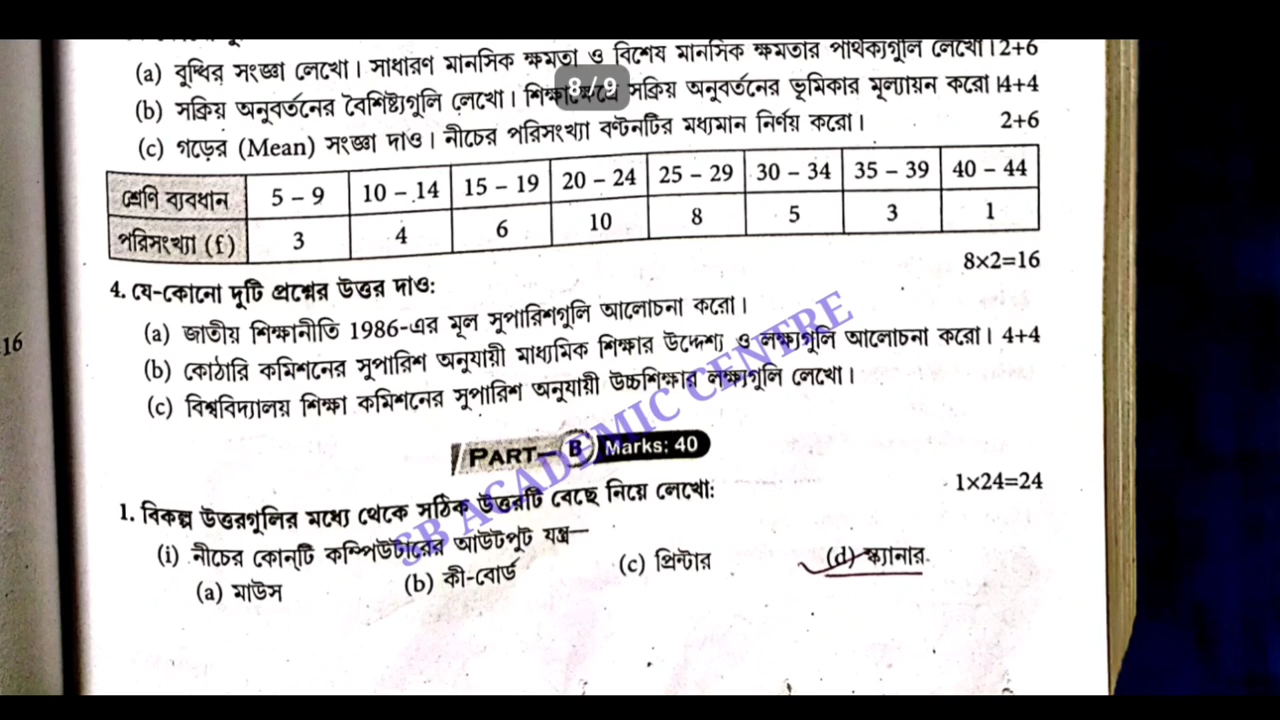 (a) বুদ্ধির সংজ্ঞা লেখো। সাধারণ মানসিক ক্ষমতা ও বিশেষ মানসিক ক্ষমতার পার্থক্যগুলি লেখো। 2+6
(b) সক্রিয় অনুবর্তনের বৈশিষ্ট্যগুলি লেখো। শিক্ষাক্ষেত্রে সক্রিয় অনুবর্তনের ভূমিকার মূল্যায়ন করো। 4+4
8 / 9
(c) গড়ের (Mean) সংজ্ঞা দাও। নীচের পরিসংখ্যা বণ্টনটির মধ্যমান নির্ণয় করো। 2+6
শ্রেণি ব্যবধান 5 – 9 10 – 14 15 – 19 20 – 24 25 – 29 30 – 34 35 – 39 40 – 44
পরিসংখ্যা (f) 3 4 6 10 8 5 3 1
4. যে-কোনো দুটি প্রশ্নের উত্তর দাও: 8×2=16
(a) জাতীয় শিক্ষানীতি 1986-এর মূল সুপারিশগুলি আলোচনা করো।
16
(b) কোঠারি কমিশনের সুপারিশ অনুযায়ী মাধ্যমিক শিক্ষার উদ্দেশ্য ও লক্ষ্যগুলি আলোচনা করো। 4+4
(c) বিশ্ববিদ্যালয় শিক্ষা কমিশনের সুপারিশ অনুযায়ী উচ্চশিক্ষার লক্ষ্যগুলি লেখো।
SB ACADEMIC CENTRE
PART– B Marks: 40
1. বিকল্প উত্তরগুলির মধ্যে থেকে সঠিক উত্তরটি বেছে নিয়ে লেখো: 1×24=24
(i) নীচের কোন্‌টি কম্পিউটারের আউটপুট যন্ত্র—
(a) মাউস (b) কী-বোর্ড (c) প্রিন্টার (d) স্ক্যানার